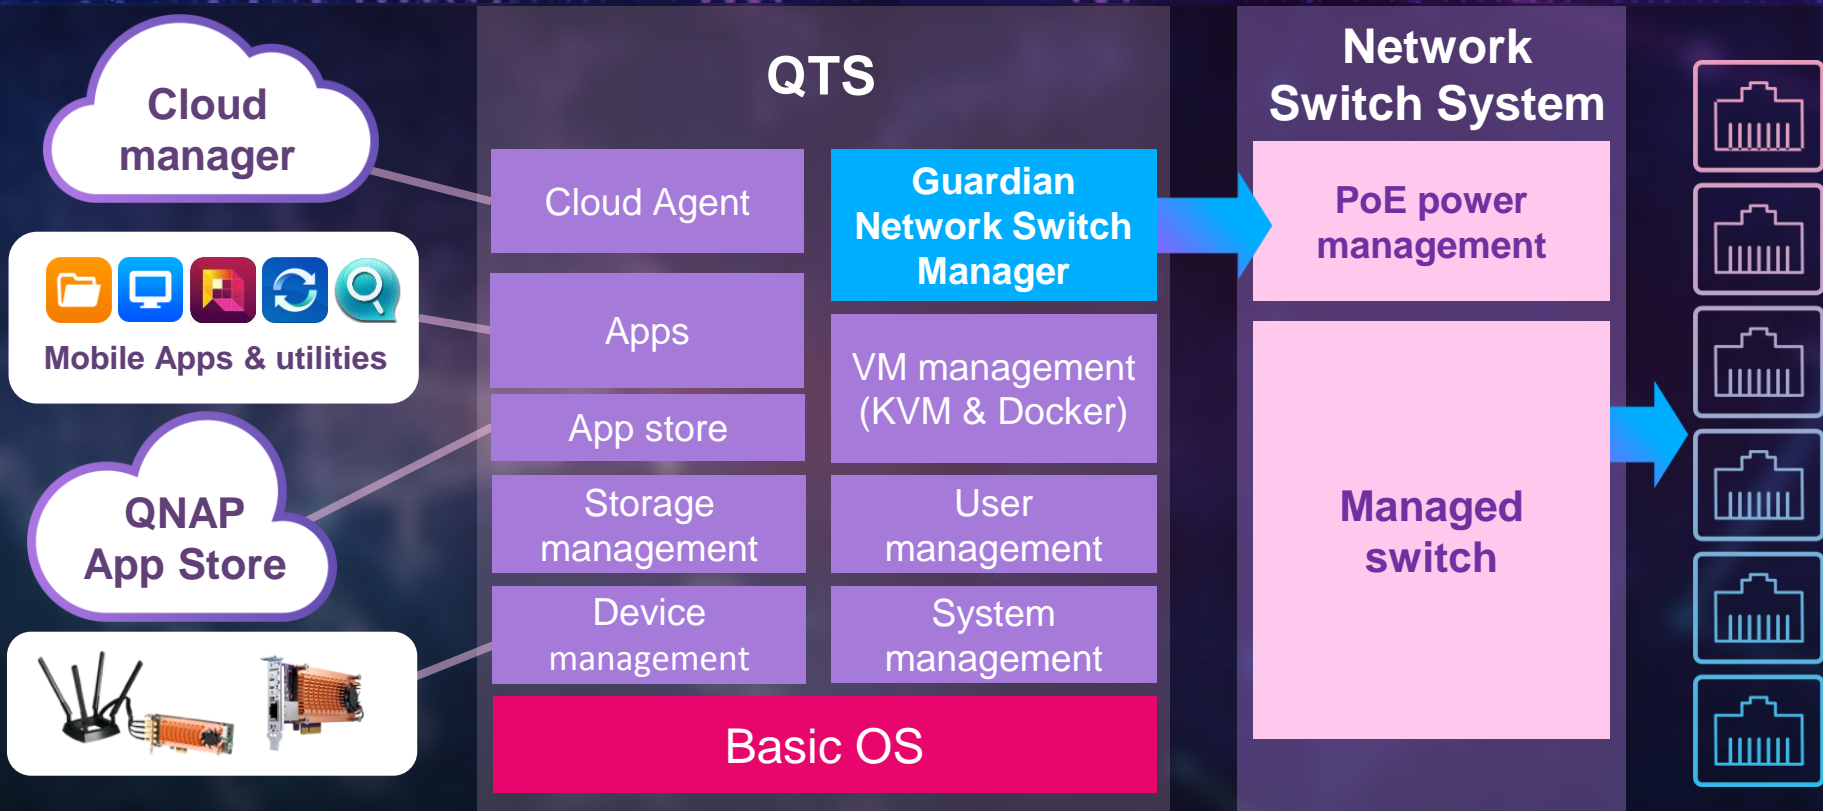 Cloud
manager
Mobile Apps & utilities
QNAP
App Store
QTS
Cloud Agent
Apps
App store
Storage
management
Device
management
Guardian
Network Switch
Manager
VM management
(KVM & Docker)
User
management
System
management
Basic OS
Network
Switch System
PoE power
management
Managed
switch